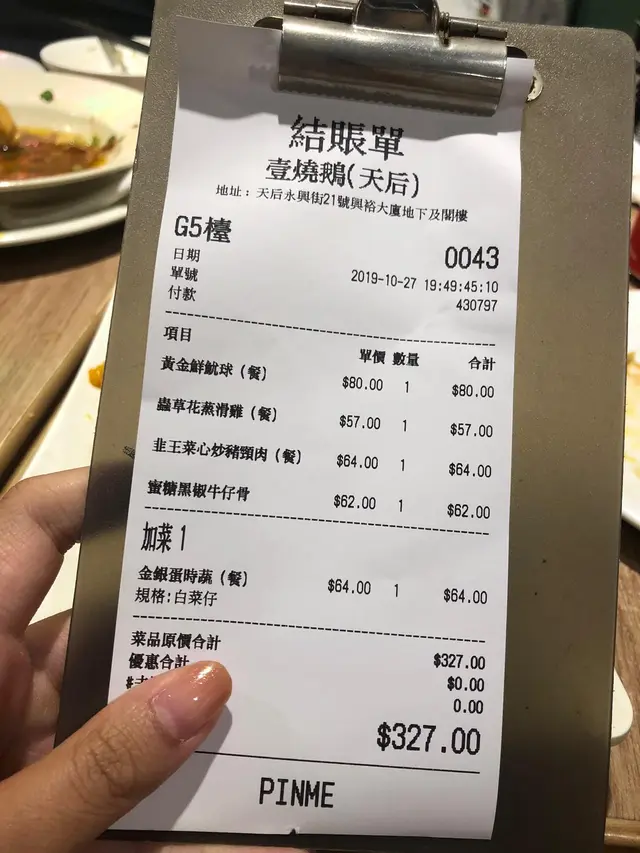 結賬單
壹燒鵝(天后)
地址：天后永興街21號興裕大廈地下及閣樓
G5檯 0043
日期 2019-10-27 19:49:45:10
單號 430797
付款
項目 單價 數量 合計
黃金鮮魷球（餐） $80.00 1 $80.00
蟲草花蒸滑雞（餐） $57.00 1 $57.00
韭王菜心炒豬頸肉（餐） $64.00 1 $64.00
蜜糖黑椒牛仔骨 $62.00 1 $62.00
加菜 1
金銀蛋時蔬（餐） $64.00 1 $64.00
規格:白菜仔
菜品原價合計 $327.00
優惠合計 $0.00
0.00
$327.00
PINME